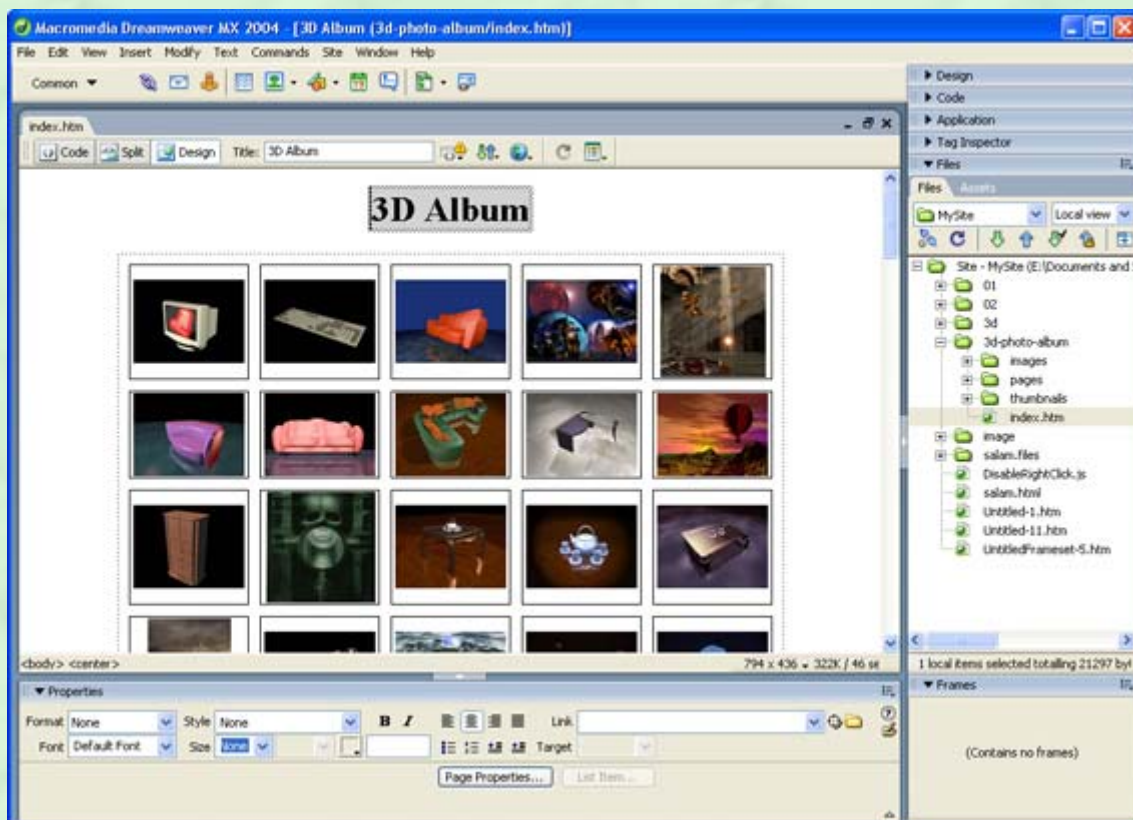 Macromedia Dreamweaver MX 2004 - [3D Album (3d-photo-album/index.htm)]
File Edit View Insert Modify Text Commands Site Window Help
Common
index.htm
Code Split Design Title: 3D Album
3D Album
<body> <center>
794 x 436 322K / 46 se
Properties
Format None Style None B I Link
Font Default Font Size None Target
Page Properties... List Item...
Design
Code
Application
Tag Inspector
Files
Files Assets
MySite Local view
Site - MySite (E:\Documents and
01
02
3d
3d-photo-album
images
pages
thumbnails
index.htm
image
salam.files
DisableRightClick.js
salam.html
Untitled-1.htm
Untitled-11.htm
UntitledFrameset-5.htm
1 local items selected totalling 21297 byt
Frames
(Contains no frames)